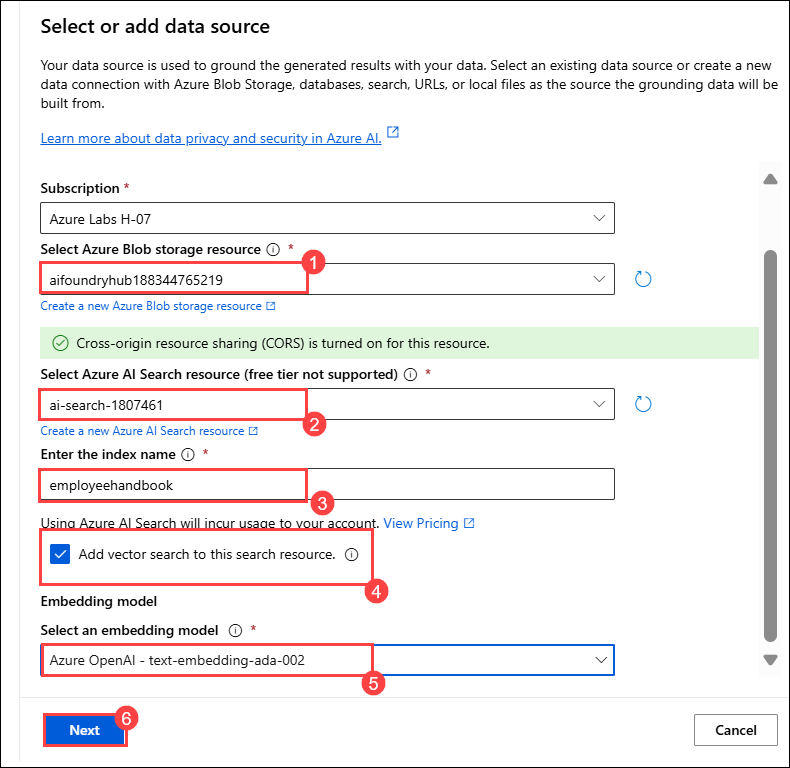 Select or add data source
Your data source is used to ground the generated results with your data. Select an existing data source or create a new
data connection with Azure Blob Storage, databases, search, URLs, or local files as the source the grounding data will be
built from.
Learn more about data privacy and security in Azure AI.
Subscription *
Azure Labs H-07
Select Azure Blob storage resource *
1
aifoundryhub188344765219
Create a new Azure Blob storage resource
Cross-origin resource sharing (CORS) is turned on for this resource.
Select Azure AI Search resource (free tier not supported) *
ai-search-1807461
2
Create a new Azure AI Search resource
Enter the index name *
employeehandbook
3
Using Azure AI Search will incur usage to your account. View Pricing
Add vector search to this search resource.
4
Embedding model
Select an embedding model *
Azure OpenAI - text-embedding-ada-002
5
6
Next
Cancel